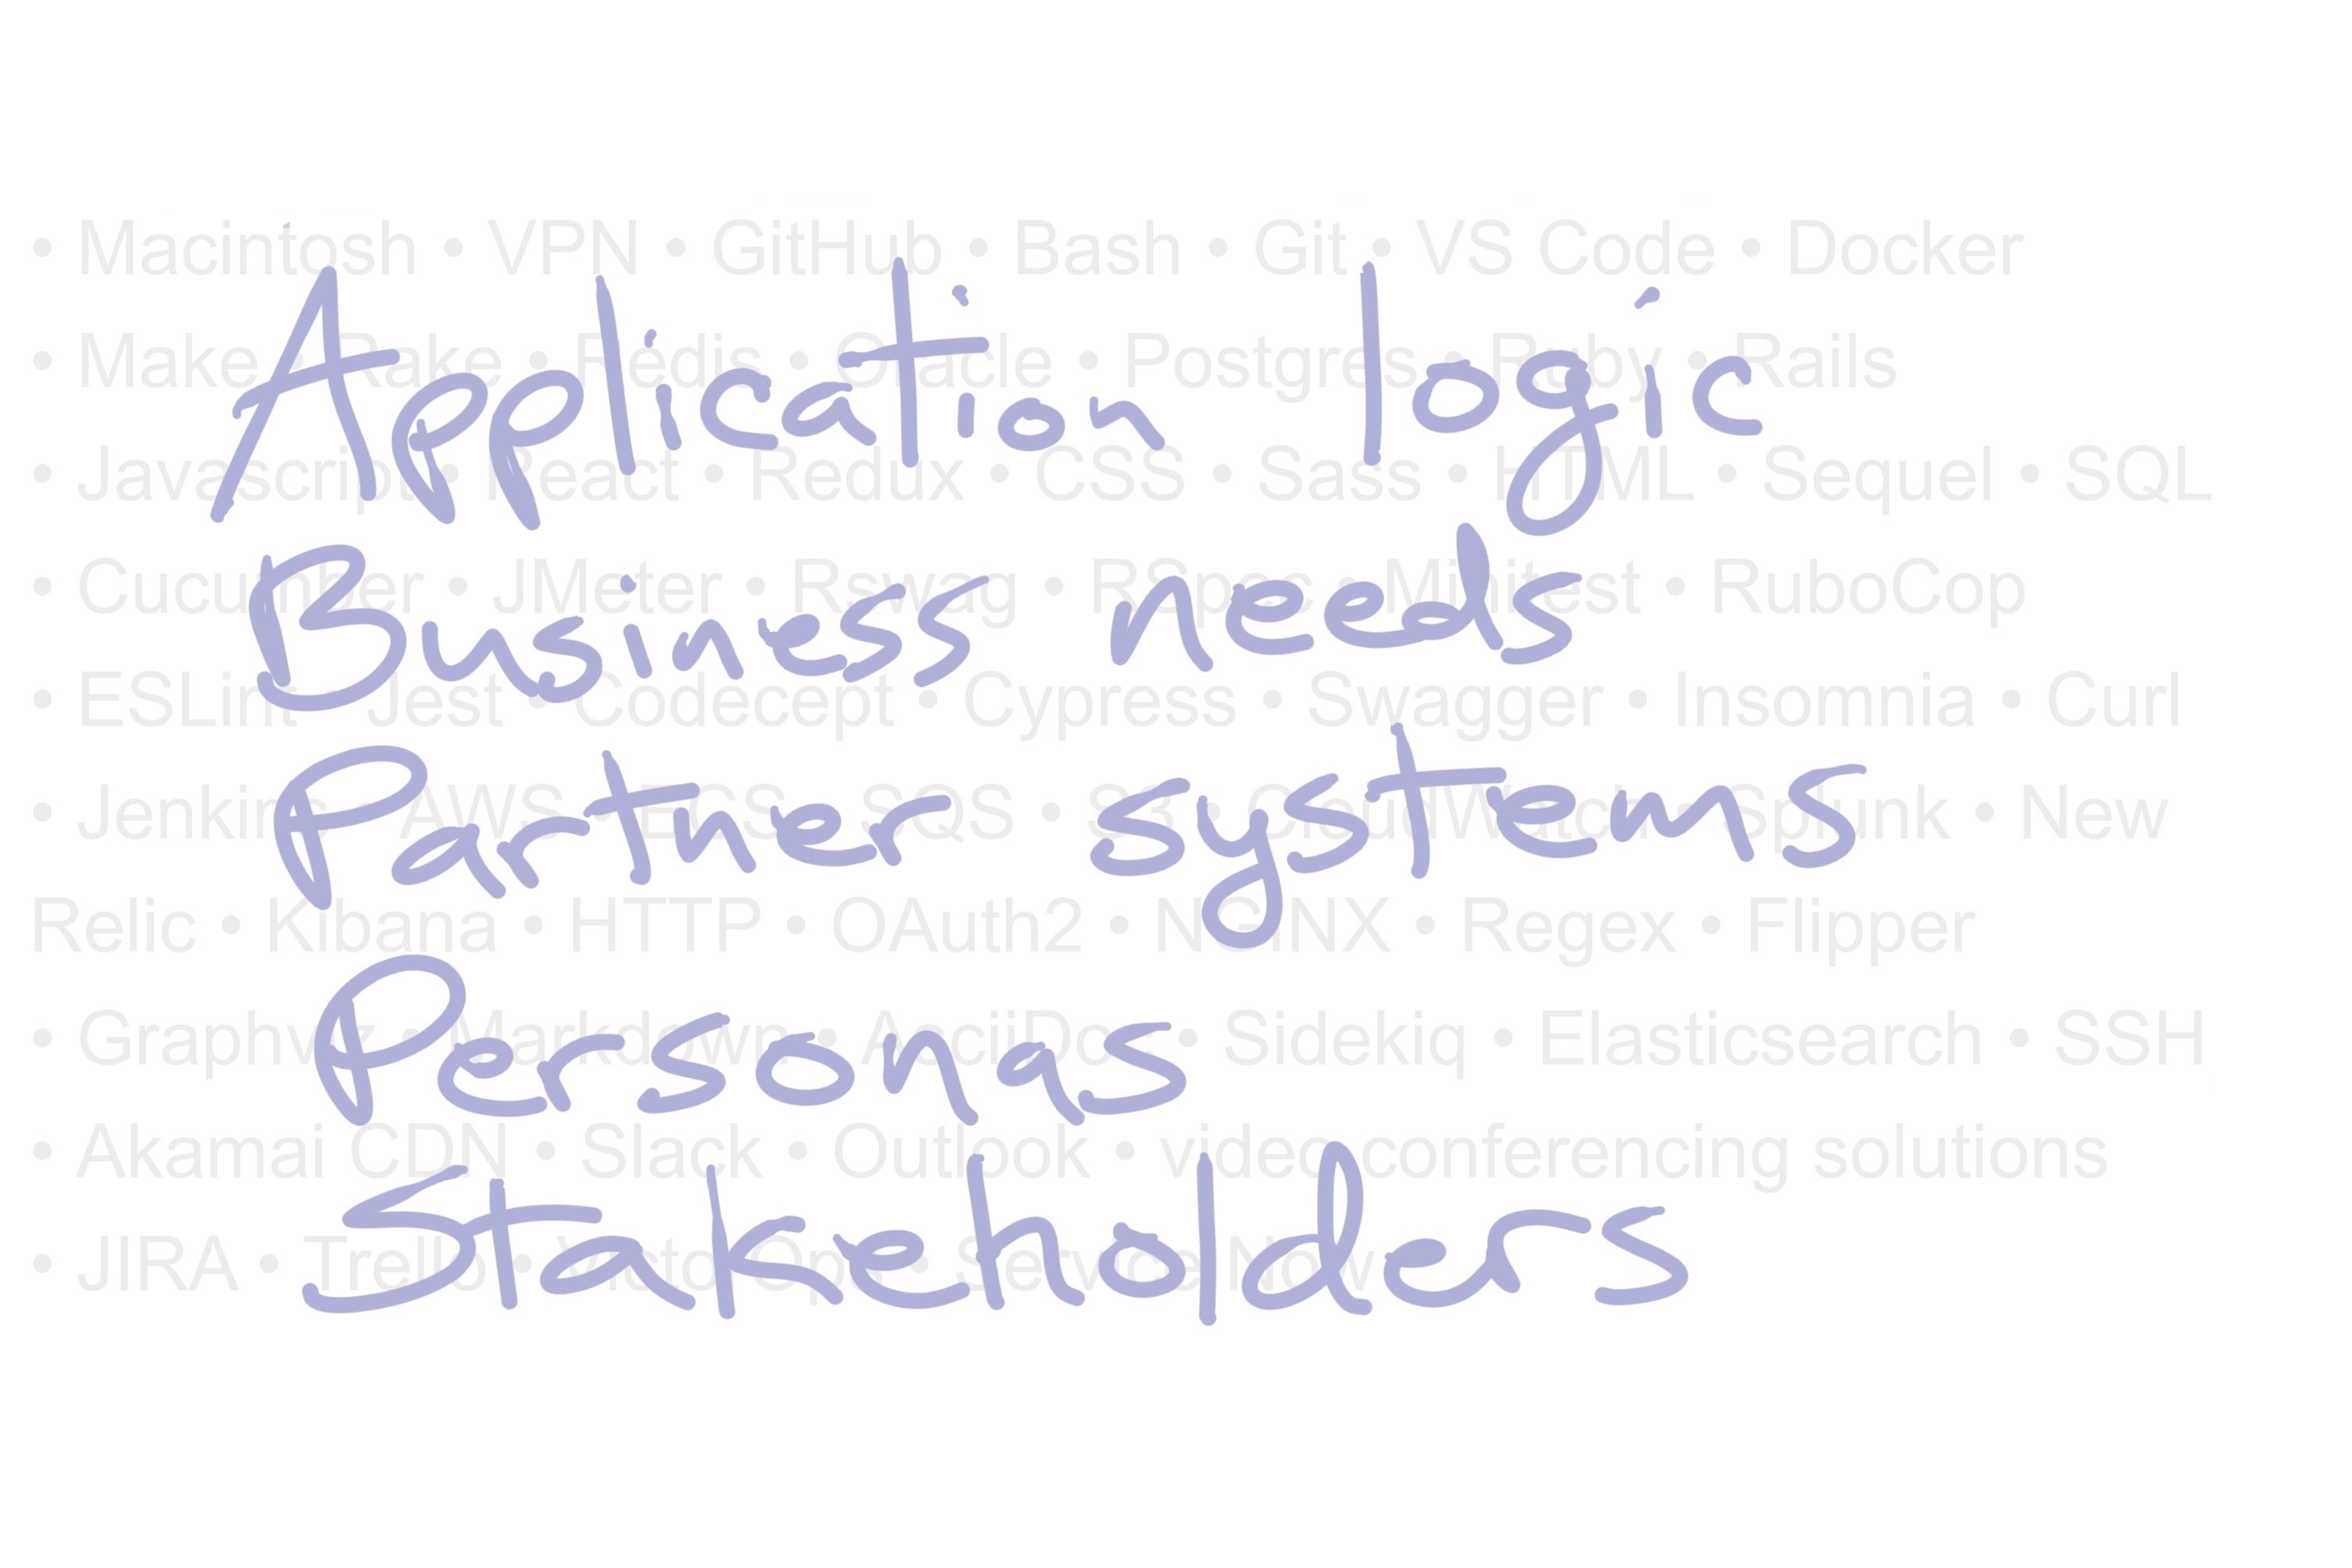 • Macintosh • VPN • GitHub • Bash • Git • VS Code • Docker
Application logic
• Make • Rake • Redis • Oracle • Postgres • Ruby • Rails
• Javascript • React • Redux • CSS • Sass • HTML • Sequel • SQL
• Cucumber • JMeter • Rswag • RSpec • Minitest • RuboCop
Business needs
• ESLint • Jest • Codecept • Cypress • Swagger • Insomnia • Curl
• Jenkins • AWS • ECS • SQS • S3 • CloudWatch • Splunk • New
Partner systems
Relic • Kibana • HTTP • OAuth2 • NGINX • Regex • Flipper
• Graphviz • Markdown • AsciiDoc • Sidekiq • Elasticsearch • SSH
Personas
• Akamai CDN • Slack • Outlook • video conferencing solutions
Stakeholders
• JIRA • Trello • VictorOps • Service Now